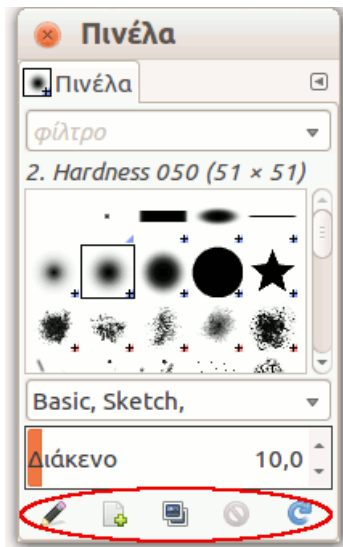 Πινέλα
Πινέλα
φίλτρο
2. Hardness 050 (51 × 51)
Basic, Sketch,
Διάκενο 10,0